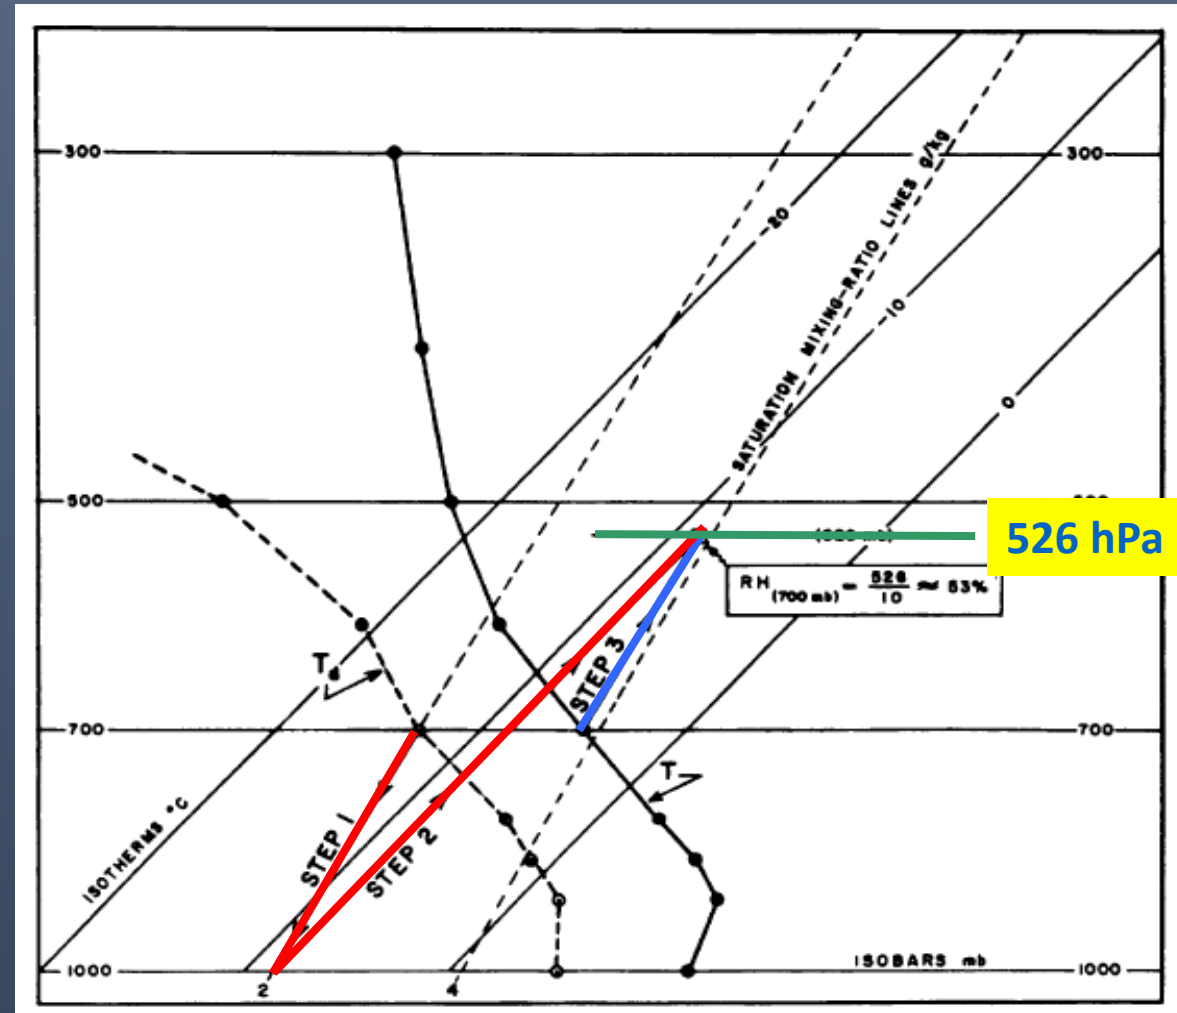 300
300
-20
SATURATION MIXING-RATIO LINES g/kg
-10
0
500
526 hPa
RH (700 mb) = 526/10 ≈ 53%
STEP 3
Td
700
700
T
ISOTHERMS °C
STEP 1
STEP 2
1000
ISOBARS mb
1000
2
4